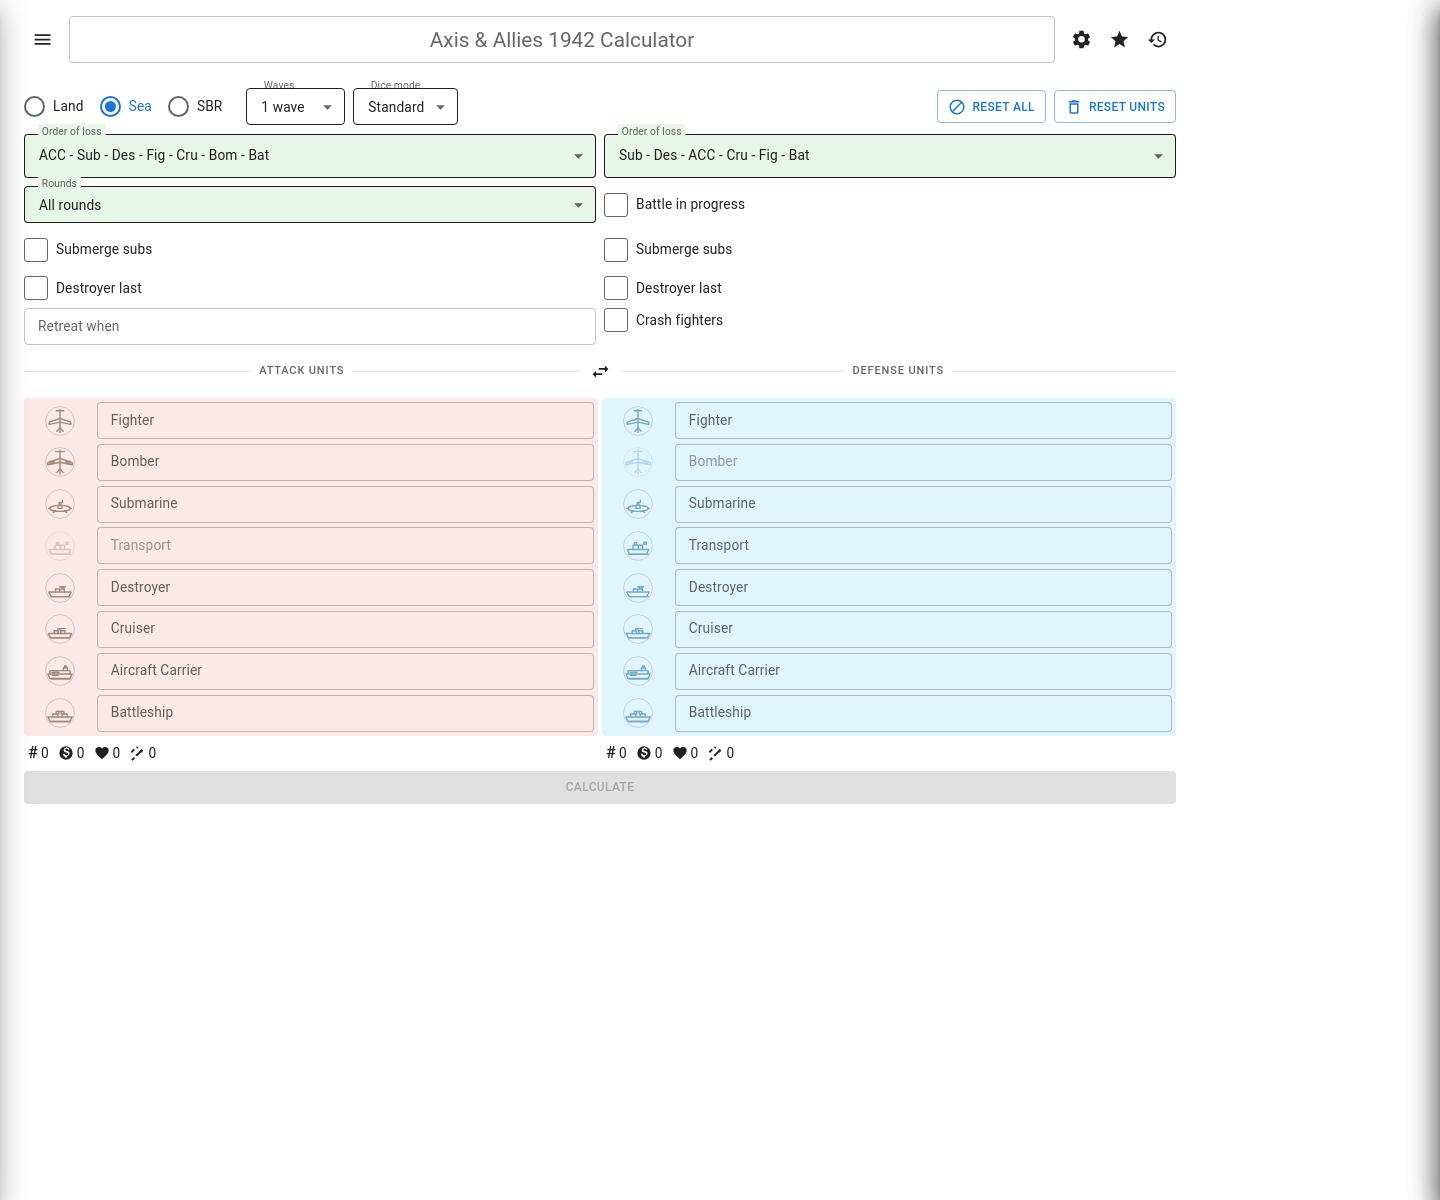 Axis & Allies 1942 Calculator
Land
Sea
SBR
Waves
1 wave
Dice mode
Standard
RESET ALL
RESET UNITS
Order of loss
ACC - Sub - Des - Fig - Cru - Bom - Bat
Order of loss
Sub - Des - ACC - Cru - Fig - Bat
Rounds
All rounds
Battle in progress
Submerge subs
Submerge subs
Destroyer last
Destroyer last
Retreat when
Crash fighters
ATTACK UNITS
DEFENSE UNITS
Fighter
Fighter
Bomber
Bomber
Submarine
Submarine
Transport
Transport
Destroyer
Destroyer
Cruiser
Cruiser
Aircraft Carrier
Aircraft Carrier
Battleship
Battleship
# 0 0 0 0
# 0 0 0 0
CALCULATE